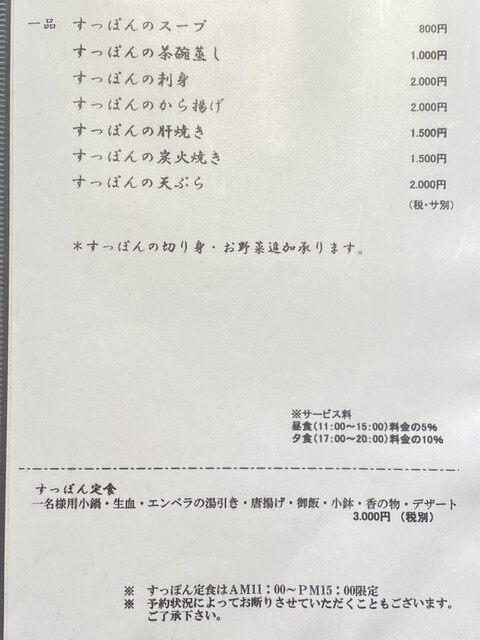 一品 すっぽんのスープ 800円
すっぽんの茶碗蒸し 1.000円
すっぽんの刺身 2.000円
すっぽんのから揚げ 2.000円
すっぽんの肝焼き 1.500円
すっぽんの炭火焼き 1.500円
すっぽんの天ぷら 2.000円
(税・サ別)
＊すっぽんの切り身・お野菜追加承ります。
※サービス料
昼食(11:00～15:00)料金の5%
夕食(17:00～20:00)料金の10%
すっぽん定食
一名様用小鍋・生血・エンペラの湯引き・唐揚げ・御飯・小鉢・香の物・デザート
3.000円 (税別)
※ すっぽん定食はAM11：00～PM15：00限定
※ 予約状況によってお断りさせていただくこともございます。
ご了承下さい。